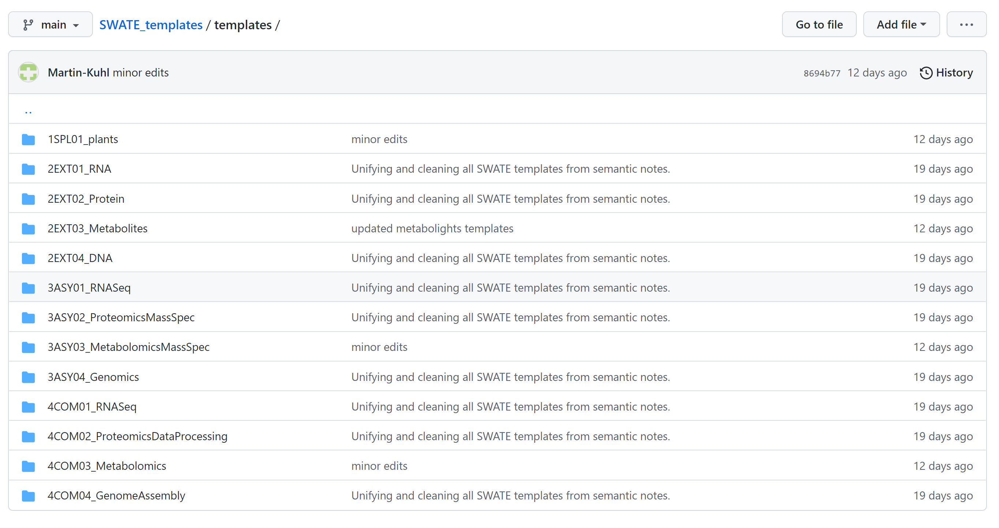 main SWATE_templates / templates / Go to file Add file ...
Martin-Kuhl minor edits 8694b77 12 days ago History
..
1SPL01_plants minor edits 12 days ago
2EXT01_RNA Unifying and cleaning all SWATE templates from semantic notes. 19 days ago
2EXT02_Protein Unifying and cleaning all SWATE templates from semantic notes. 19 days ago
2EXT03_Metabolites updated metabolights templates 12 days ago
2EXT04_DNA Unifying and cleaning all SWATE templates from semantic notes. 19 days ago
3ASY01_RNASeq Unifying and cleaning all SWATE templates from semantic notes. 19 days ago
3ASY02_ProteomicsMassSpec Unifying and cleaning all SWATE templates from semantic notes. 19 days ago
3ASY03_MetabolomicsMassSpec minor edits 12 days ago
3ASY04_Genomics Unifying and cleaning all SWATE templates from semantic notes. 19 days ago
4COM01_RNASeq Unifying and cleaning all SWATE templates from semantic notes. 19 days ago
4COM02_ProteomicsDataProcessing Unifying and cleaning all SWATE templates from semantic notes. 19 days ago
4COM03_Metabolomics minor edits 12 days ago
4COM04_GenomeAssembly Unifying and cleaning all SWATE templates from semantic notes. 19 days ago